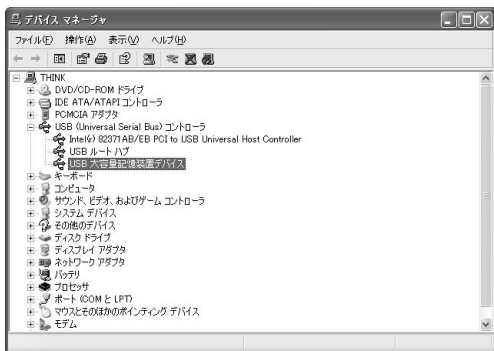 デバイス マネージャ
ファイル(F) 操作(A) 表示(V) ヘルプ(H)
THINK
DVD/CD-ROM ドライブ
IDE ATA/ATAPI コントローラ
PCMCIA アダプタ
USB (Universal Serial Bus) コントローラ
Intel(r) 82371AB/EB PCI to USB Universal Host Controller
USB ルート ハブ
USB 大容量記憶装置デバイス
キーボード
コンピュータ
サウンド、ビデオ、およびゲーム コントローラ
システム デバイス
その他のデバイス
ディスク ドライブ
ディスプレイ アダプタ
ネットワーク アダプタ
バッテリ
プロセッサ
ポート (COM と LPT)
マウスとそのほかのポインティング デバイス
モデム